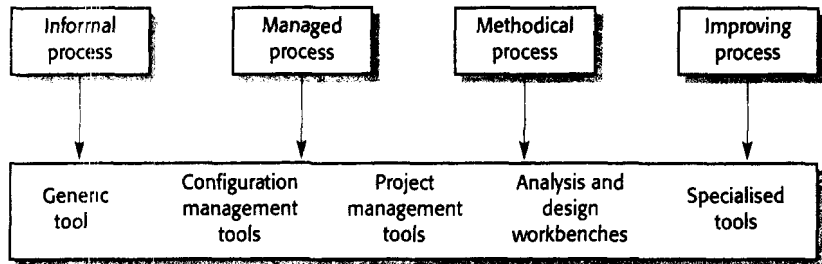 Informal
process
Managed
process
Methodical
process
Improving
process
Generic
tool
Configuration
management
tools
Project
management
tools
Analysis and
design
workbenches
Specialised
tools